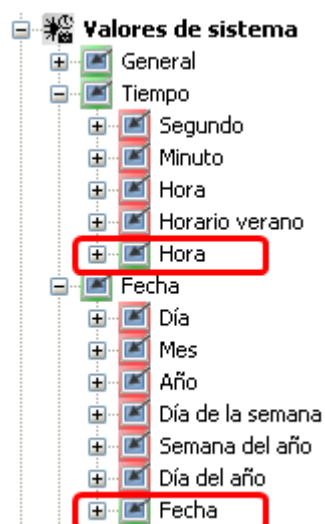 Valores de sistema
General
Tiempo
Segundo
Minuto
Hora
Horario verano
Hora
Fecha
Día
Mes
Año
Día de la semana
Semana del año
Día del año
Fecha